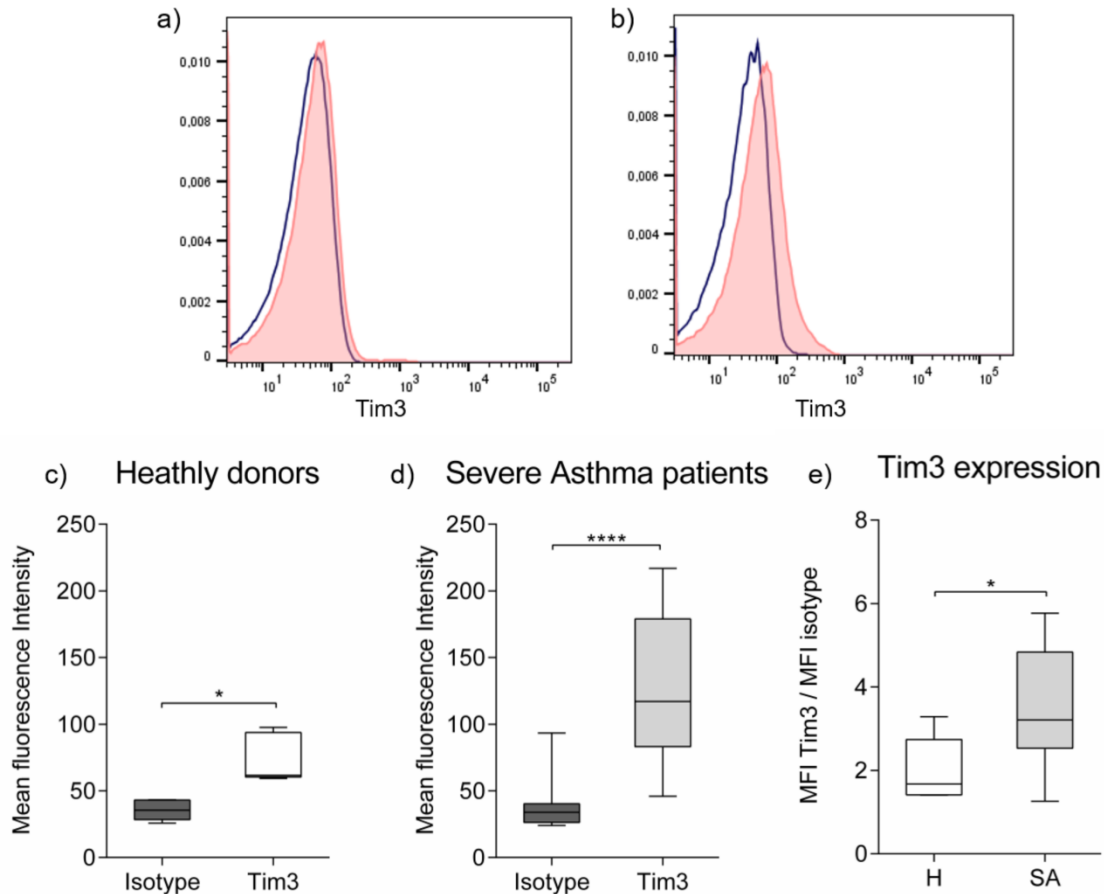 a)
0,010
0,008
0,006
0,004
0,002
0
10^1 10^2 10^3 10^4 10^5
Tim3
b)
0,010
0,008
0,006
0,004
0,002
0
10^1 10^2 10^3 10^4 10^5
Tim3
c) Heathly donors
Mean fluorescence Intensity
250
200
150
100
50
0
*
Isotype Tim3
d) Severe Asthma patients
Mean fluorescence Intensity
250
200
150
100
50
0
****
Isotype Tim3
e) Tim3 expression
MFI Tim3 / MFI isotype
8
6
4
2
0
*
H SA